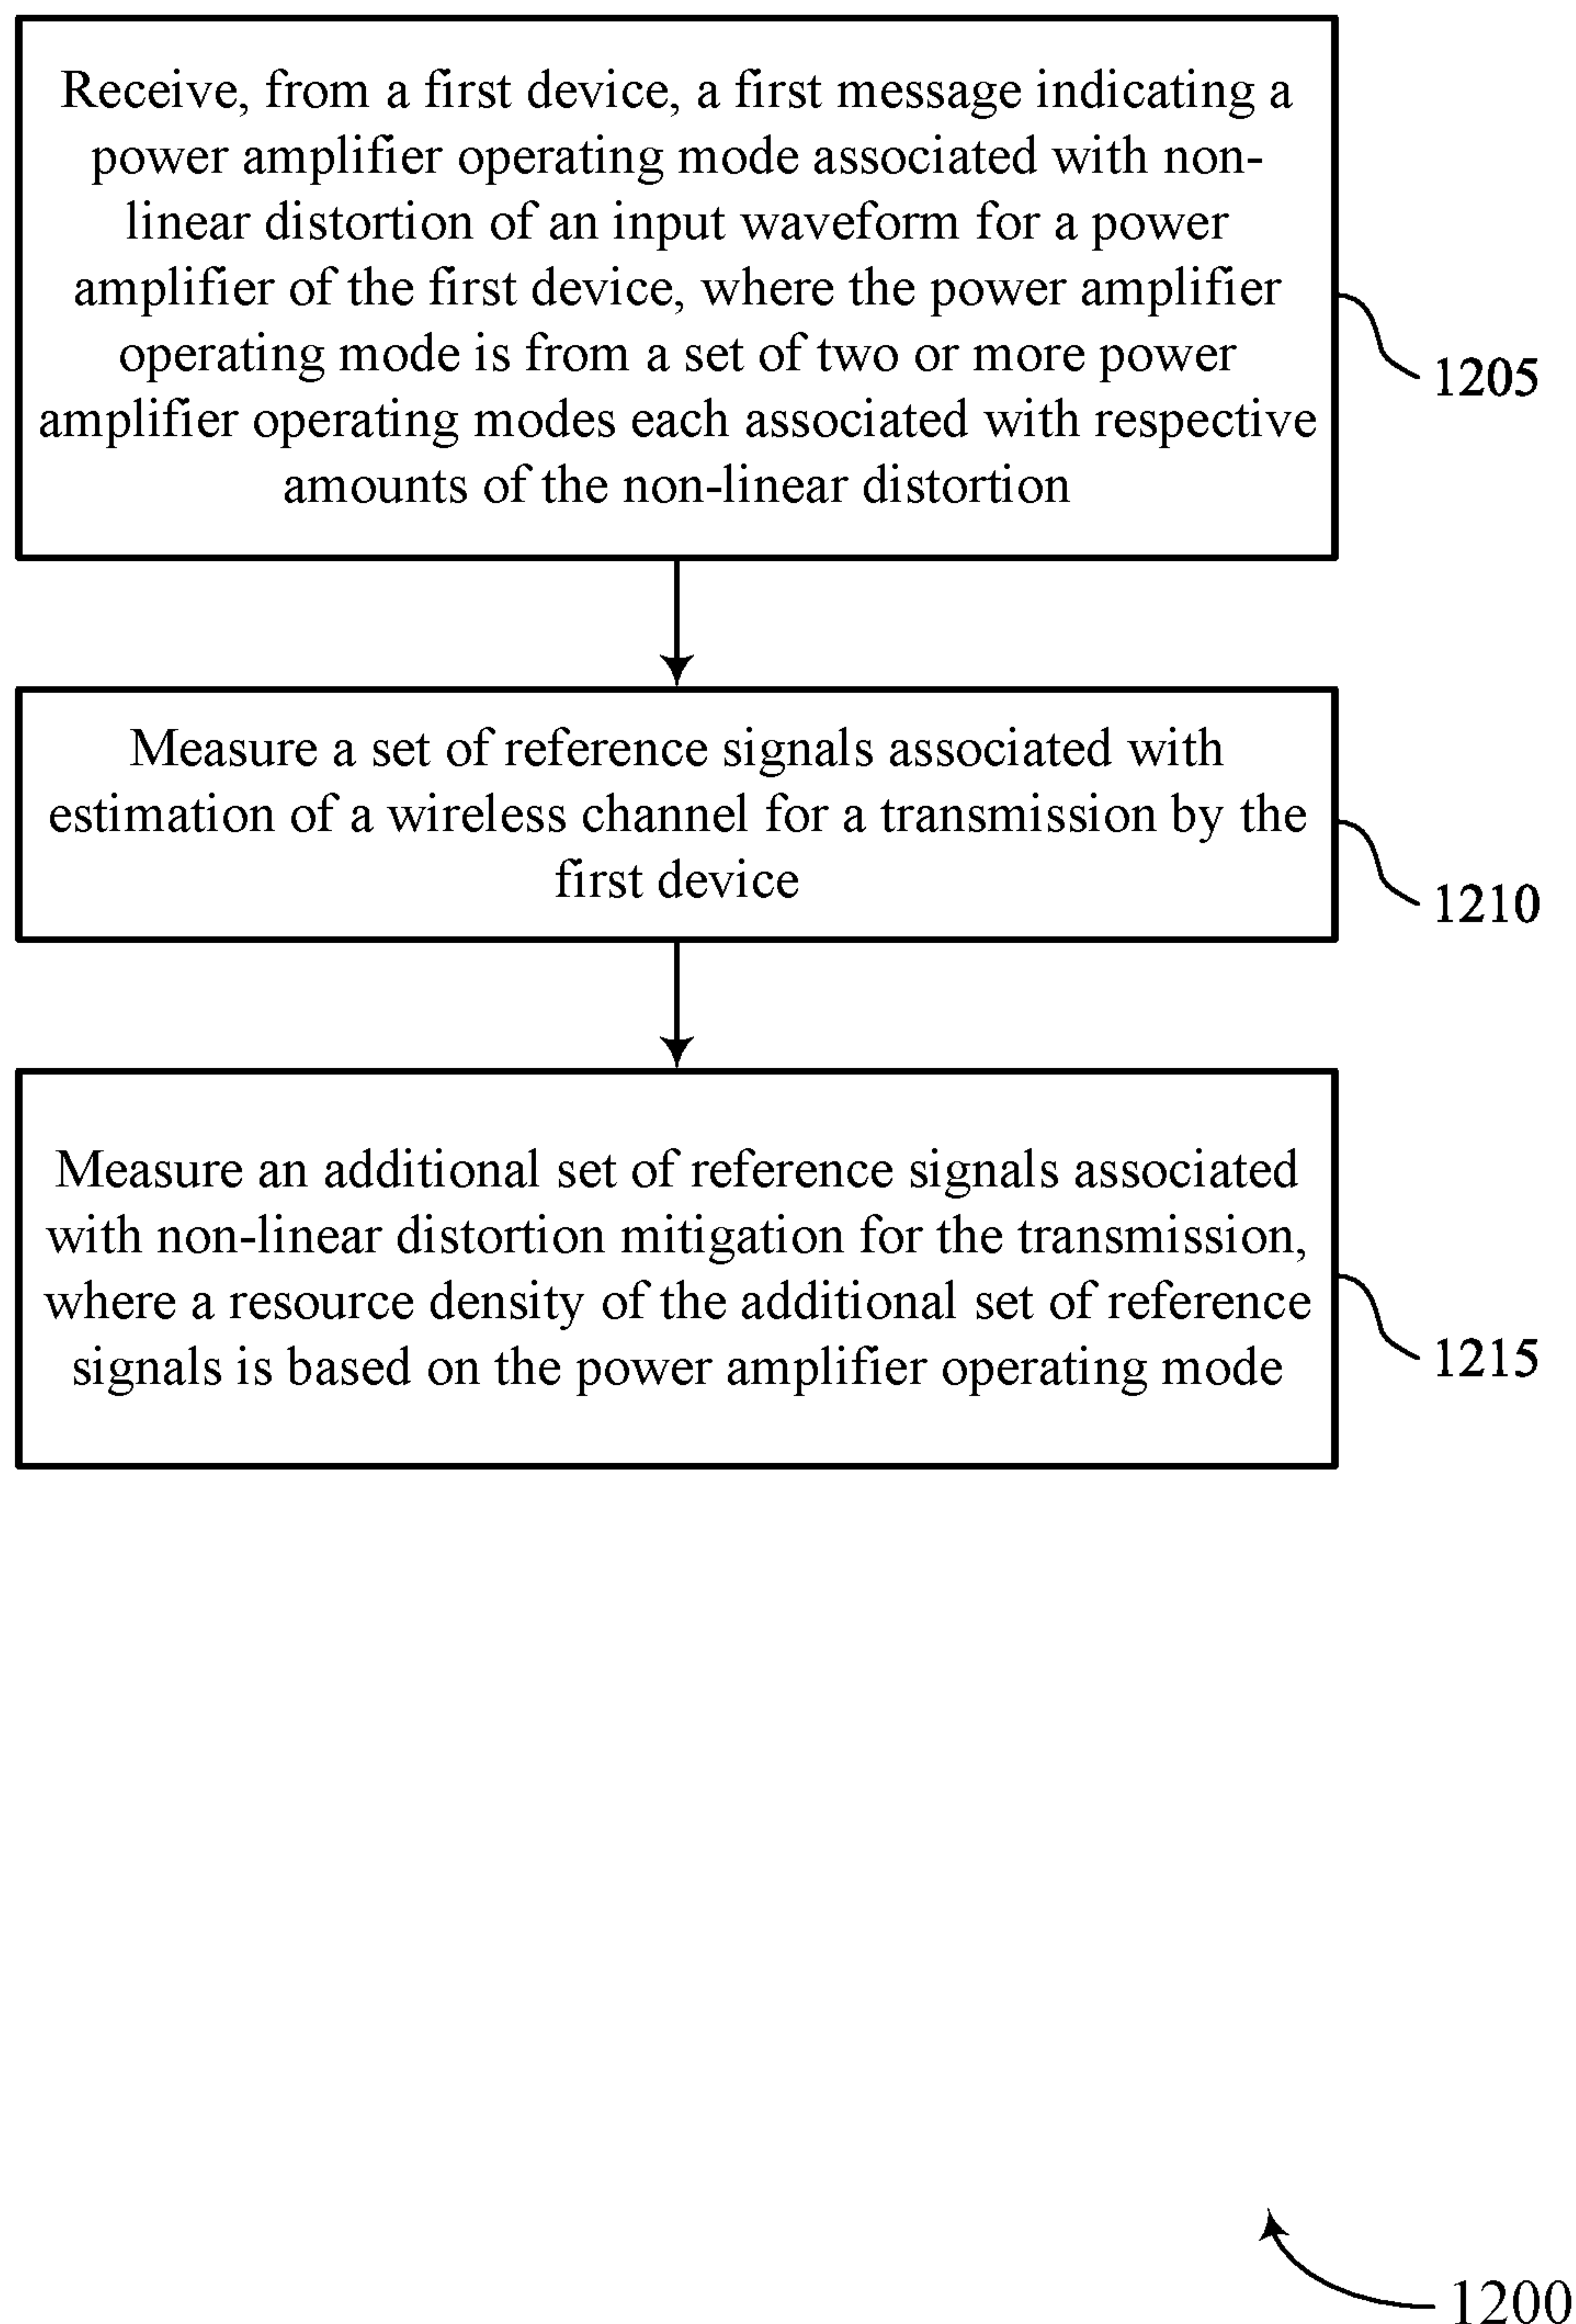 Receive, from a first device, a first message indicating a
power amplifier operating mode associated with non-
linear distortion of an input waveform for a power
amplifier of the first device, where the power amplifier
operating mode is from a set of two or more power
amplifier operating modes each associated with respective
amounts of the non-linear distortion
1205
Measure a set of reference signals associated with
estimation of a wireless channel for a transmission by the
first device
1210
Measure an additional set of reference signals associated
with non-linear distortion mitigation for the transmission,
where a resource density of the additional set of reference
signals is based on the power amplifier operating mode
1215
1200